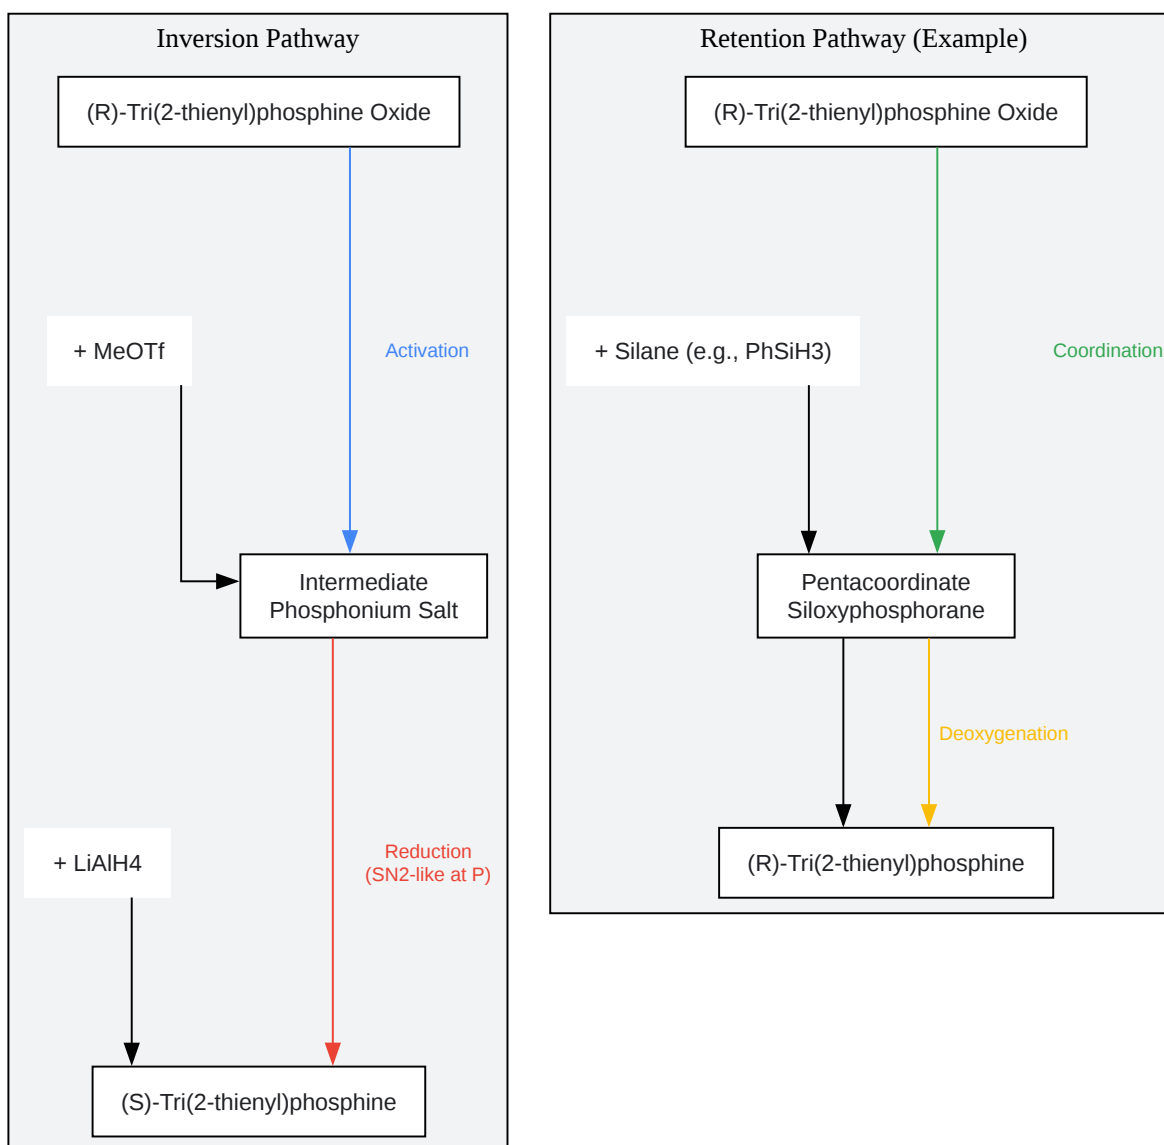 Inversion Pathway
(R)-Tri(2-thienyl)phosphine Oxide
+ MeOTf
Activation
Intermediate
Phosphonium Salt
+ LiAlH4
Reduction
(SN2-like at P)
(S)-Tri(2-thienyl)phosphine
Retention Pathway (Example)
(R)-Tri(2-thienyl)phosphine Oxide
+ Silane (e.g., PhSiH3)
Coordination
Pentacoordinate
Siloxyphosphorane
Deoxygenation
(R)-Tri(2-thienyl)phosphine